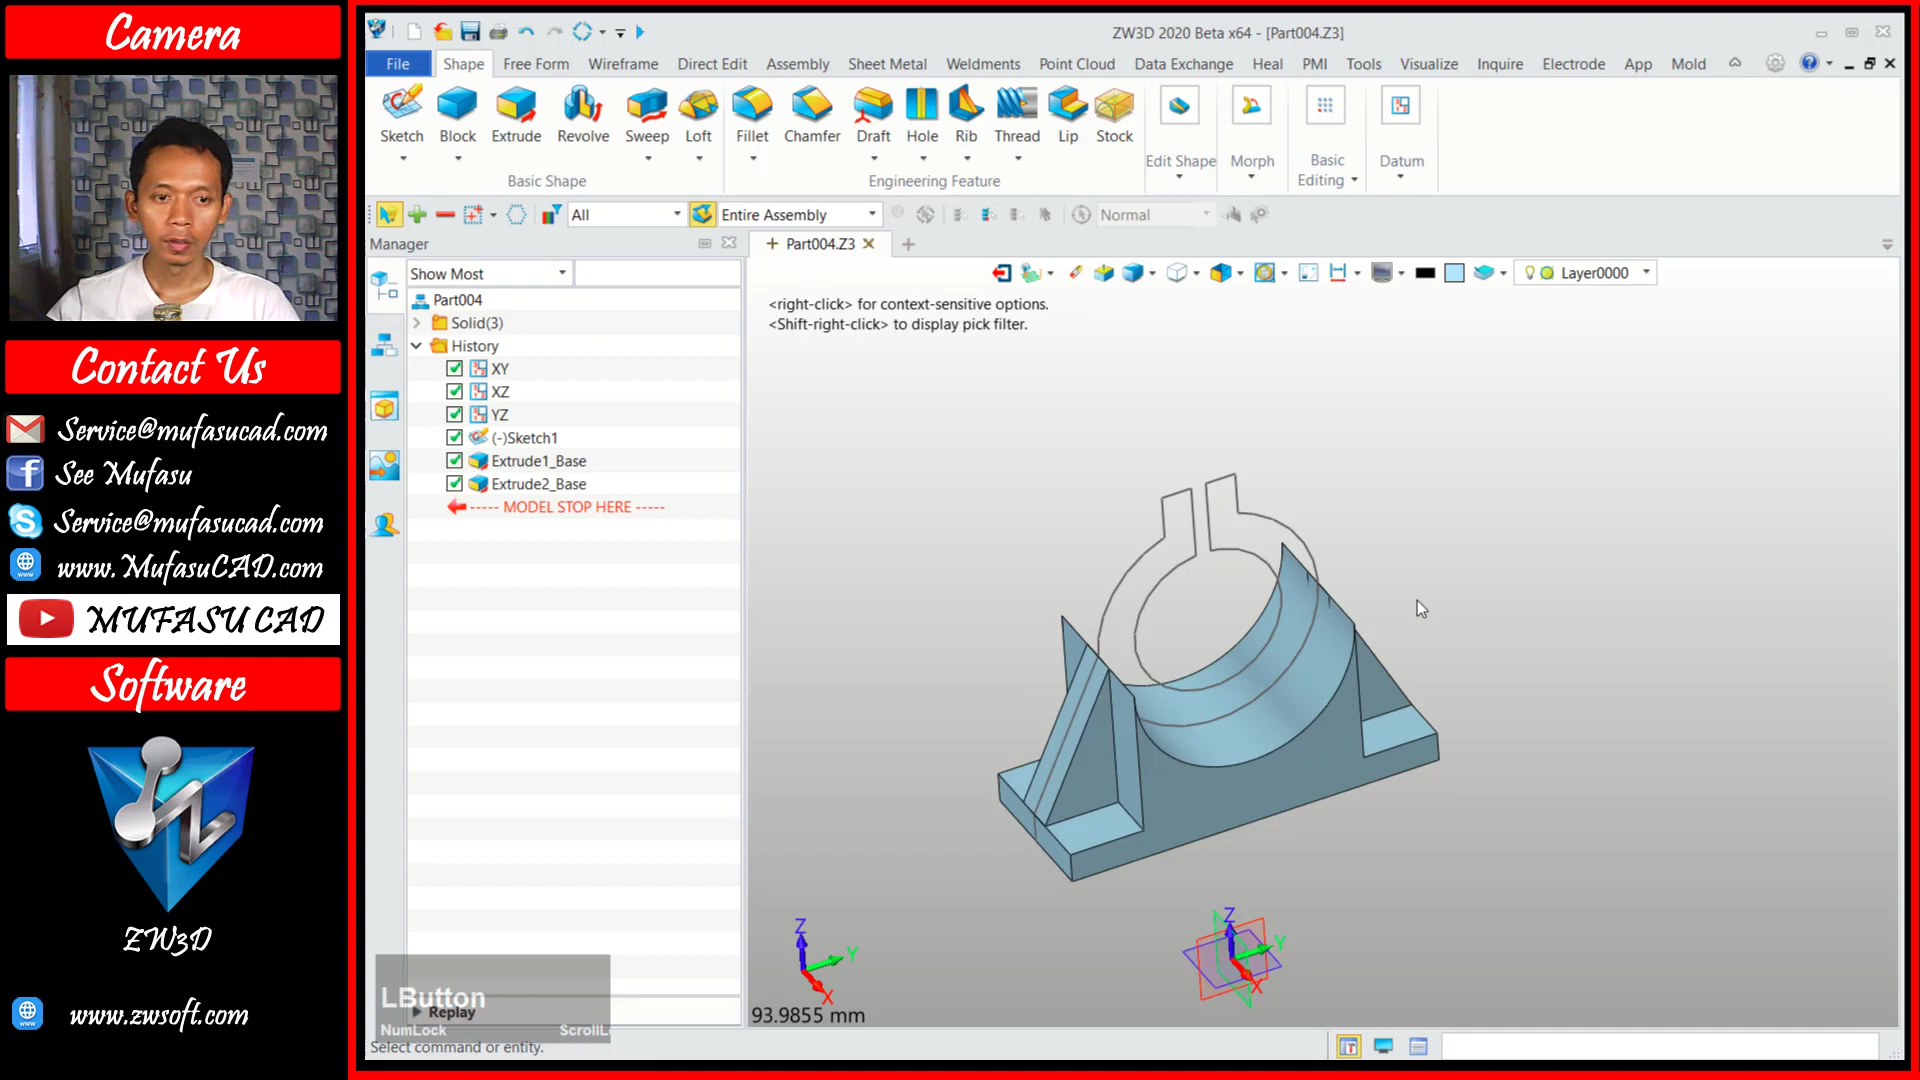 Camera
Contact Us
Service@mufasucad.com
See Mufasu
Service@mufasucad.com
www.MufasuCAD.com
MUFASU CAD
Software
ZW3D
www.zwsoft.com
ZW3D 2020 Beta x64 - [Part004.Z3]
File Shape Free Form Wireframe Direct Edit Assembly Sheet Metal Weldments Point Cloud Data Exchange Heal PMI Tools Visualize Inquire Electrode App Mold
Sketch Block Extrude Revolve Sweep Loft Fillet Chamfer Draft Hole Rib Thread Lip Stock
Edit Shape Morph Basic Editing Datum
Basic Shape Engineering Feature
All Entire Assembly Normal
Manager
Part004.Z3
Show Most
Layer0000
Part004
Solid(3)
History
XY
XZ
YZ
(-)Sketch1
Extrude1_Base
Extrude2_Base
----- MODEL STOP HERE -----
<right-click> for context-sensitive options.
<Shift-right-click> to display pick filter.
Z
Y
X
Z
Y
X
93.9855 mm
LButton
Replay
NumLock ScrollL
Select command or entity.